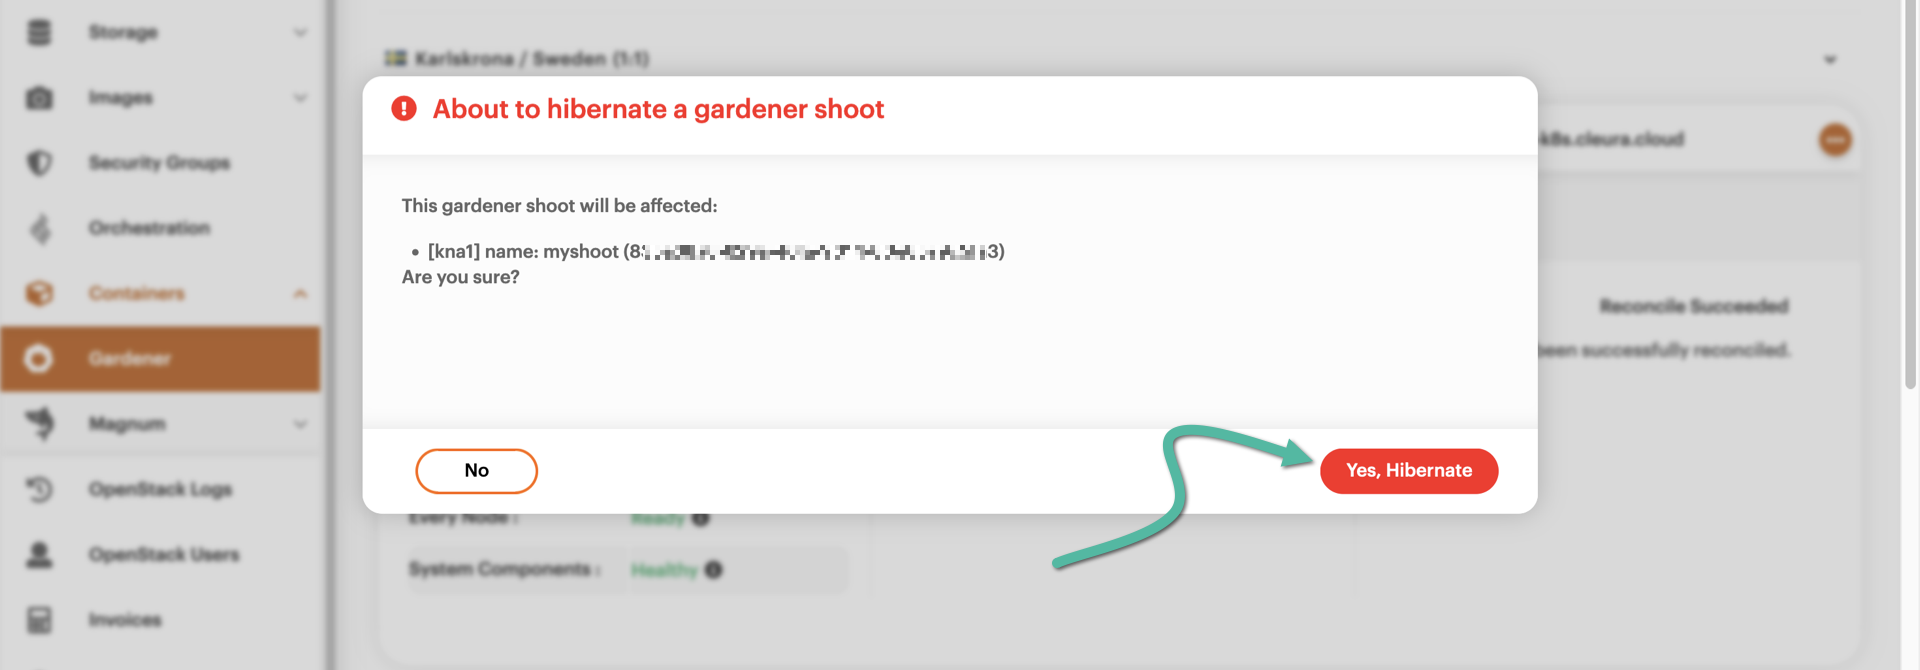 Storage
Images
Security Groups
Orchestration
Containers
Gardener
Magnum
OpenStack Logs
OpenStack Users
Invoices
Karlskrona / Sweden (1:1)
About to hibernate a gardener shoot
k8s.cleura.cloud
This gardener shoot will be affected:
• [kna1] name: myshoot (8 3)
Are you sure?
Reconcile Succeeded
been successfully reconciled.
No
Yes, Hibernate
Every Node : Ready
System Components : Healthy